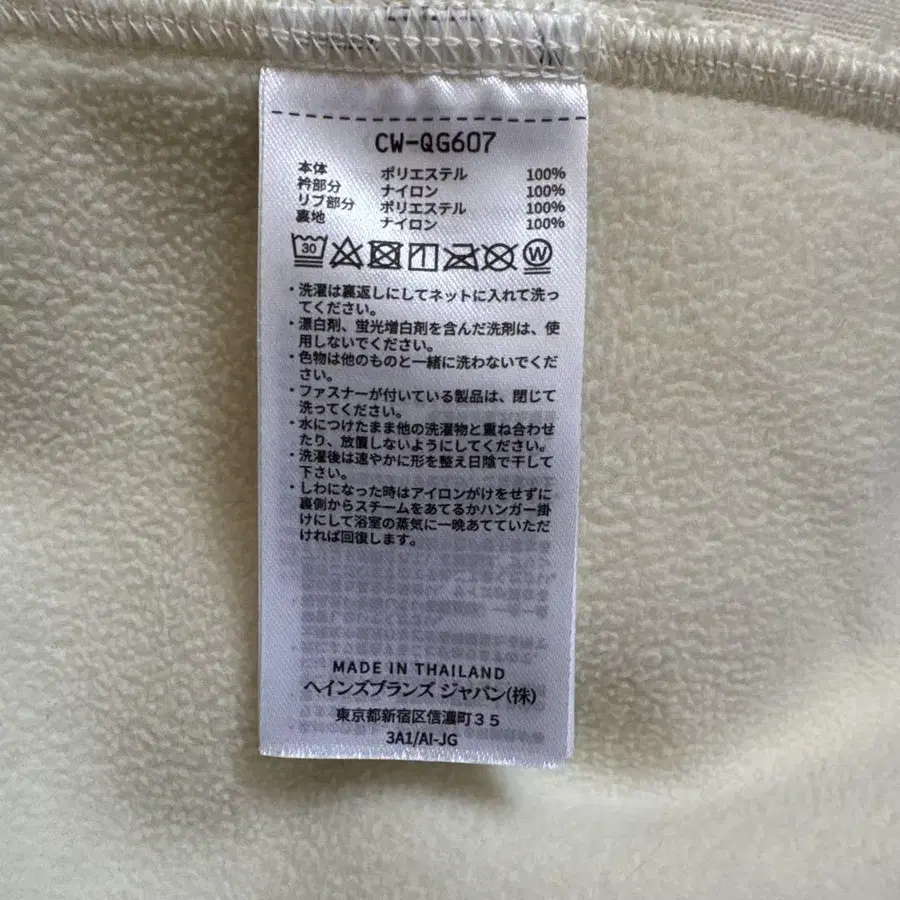 CW-QG607
本体 ポリエステル 100%
衿部分 ナイロン 100%
リブ部分 ポリエステル 100%
裏地 ナイロン 100%
30 W
・洗濯は裏返しにしてネットに入れて洗っ
てください。
・漂白剤、蛍光増白剤を含んだ洗剤は、使
用しないでください。
・色物は他のものと一緒に洗わないでくだ
さい。
・ファスナーが付いている製品は、閉じて
洗ってください。
・水につけたまま他の洗濯物と重ね合わせ
たり、放置しないようにしてください。
・洗濯後は速やかに形を整え日陰で干して
下さい。
・しわになった時はアイロンがけをせずに
裏側からスチームをあてるかハンガー掛
けにして浴室の蒸気に一晩あてていただ
ければ回復します。
MADE IN THAILAND
ヘインズブランズ ジャパン(株)
東京都新宿区信濃町35
3A1/AI-JG